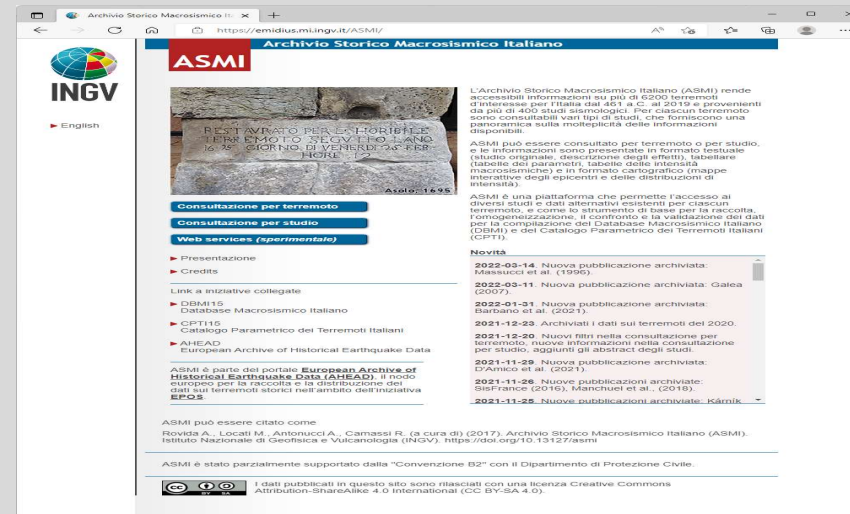 Archivio Storico Macrosismico It
https://emidius.mi.ingv.it/ASMI/
INGV
English
Archivio Storico Macrosismico Italiano
ASMI
RESTAVRATO PER L'HORIBILE
TERREMOTO SEGVITO L'ANO
1695 GIORNO DI VENERDI 25 FEB
HORE 12
Asolo, 1695
Consultazione per terremoto
Consultazione per studio
Web services (sperimentale)
Presentazione
Credits
Link a iniziative collegate
DBMI15
Database Macrosismico Italiano
CPTI15
Catalogo Parametrico dei Terremoti Italiani
AHEAD
European Archive of Historical Earthquake Data
ASMI è parte del portale European Archive of
Historical Earthquake Data (AHEAD), il nodo
europeo per la raccolta e la distribuzione dei
dati sui terremoti storici nell'ambito dell'iniziativa
EPOS.
L'Archivio Storico Macrosismico Italiano (ASMI) rende
accessibili informazioni su più di 6200 terremoti
d'interesse per l'Italia dal 461 a C. al 2019 e provenienti
da più di 400 studi sismologici. Per ciascun terremoto
sono consultabili vari tipi di studi, che forniscono una
panoramica sulla molteplicità delle informazioni
disponibili.
ASMI può essere consultato per terremoto o per studio,
e le informazioni sono presentate in formato testuale
(studio originale, descrizione degli effetti), tabellare
(tabelle dei parametri, tabelle delle intensità
macrosismiche) e in formato cartografico (mappe
interattive degli epicentri e delle distribuzioni di
intensità).
ASMI è una piattaforma che permette l'accesso ai
diversi studi e dati alternativi esistenti per ciascun
terremoto, e come lo strumento di base per la raccolta,
l'omogeneizzazione, il confronto e la validazione dei dati
per la compilazione del Database Macrosismico Italiano
(DBMI) e del Catalogo Parametrico dei Terremoti Italiani
(CPTI).
Novità
2022-03-14. Nuova pubblicazione archiviata:
Massucci et al. (1996).
2022-03-11. Nuova pubblicazione archiviata: Galea
(2007).
2022-01-31. Nuova pubblicazione archiviata:
Barbano et al. (2021).
2021-12-23. Archiviati i dati sui terremoti del 2020.
2021-12-20. Nuovi filtri nella consultazione per
terremoto, nuove informazioni nella consultazione
per studio, aggiunti gli abstract degli studi.
2021-11-29. Nuova pubblicazione archiviata:
D'Amico et al. (2021).
2021-11-26. Nuove pubblicazioni archiviate:
SisFrance (2016), Manchuel et al., (2018).
2021-11-25. Nuove pubblicazioni archiviate: Kárník
ASMI può essere citato come
Rovida A., Locati M., Antonucci A., Camassi R. (a cura di) (2017). Archivio Storico Macrosismico Italiano (ASMI).
Istituto Nazionale di Geofisica e Vulcanologia (INGV). https://doi.org/10.13127/asmi
ASMI è stato parzialmente supportato dalla "Convenzione B2" con il Dipartimento di Protezione Civile.
cc BY SA
I dati pubblicati in questo sito sono rilasciati con una licenza Creative Commons
Attribution-ShareAlike 4.0 International (CC BY-SA 4.0).